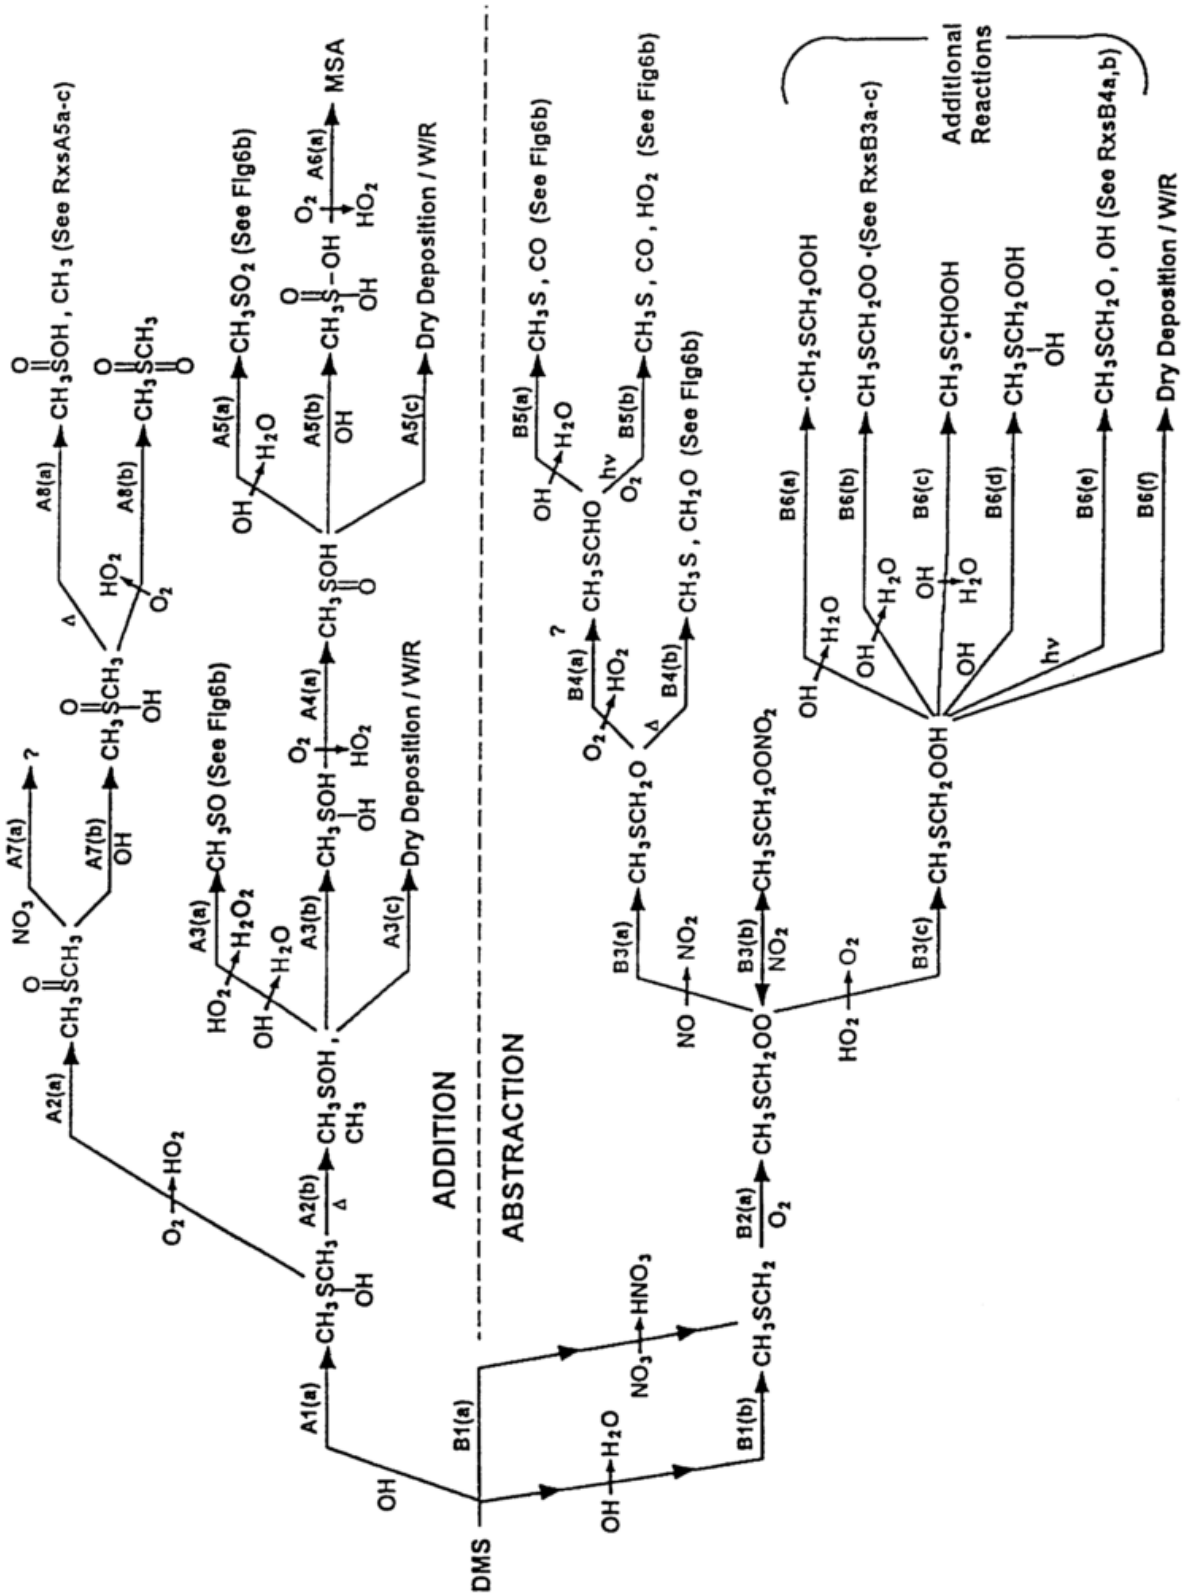 DMS
OH
A1(a)
CH3SCH3
OH
O2 HO2
A2(a)
O
CH3SCH3
NO3
A7(a)
?
A7(b)
OH
O
CH3SCH3
OH
Δ
A8(a)
O
CH3SOH, CH3 (See RxsA5a-c)
HO2
O2
A8(b)
O
CH3SCH3
O
A2(b)
Δ
CH3SOH,
CH3
HO2 H2O2
OH H2O
A3(a)
CH3SO (See Fig6b)
A3(b)
CH3SOH
OH
O2
HO2
A4(a)
CH3SOH
O
A3(c)
Dry Deposition / W/R
OH H2O
A5(a)
CH3SO2 (See Fig6b)
A5(b)
OH
O
CH3S-OH
OH
O2
HO2
A6(a)
MSA
A5(c)
Dry Deposition / W/R
ADDITION
ABSTRACTION
B1(a)
NO3 HNO3
OH H2O
B1(b)
CH3SCH2
B2(a)
O2
CH3SCH2OO
NO NO2
B3(a)
CH3SCH2O
O2 HO2
B4(a)
?
CH3SCHO
OH H2O
B5(a)
CH3S, CO (See Fig6b)
hν
O2
B5(b)
CH3S, CO, HO2 (See Fig6b)
Δ
B4(b)
CH3S, CH2O (See Fig6b)
B3(b)
NO2
CH3SCH2OONO2
HO2 O2
B3(c)
CH3SCH2OOH
OH H2O
B6(a)
·CH2SCH2OOH
OH H2O
B6(b)
CH3SCH2OO·(See RxsB3a-c)
OH
H2O
B6(c)
CH3SCHOOH
·
OH
B6(d)
CH3SCH2OOH
OH
hν
B6(e)
CH3SCH2O, OH (See RxsB4a,b)
B6(f)
Dry Deposition / W/R
Additional
Reactions